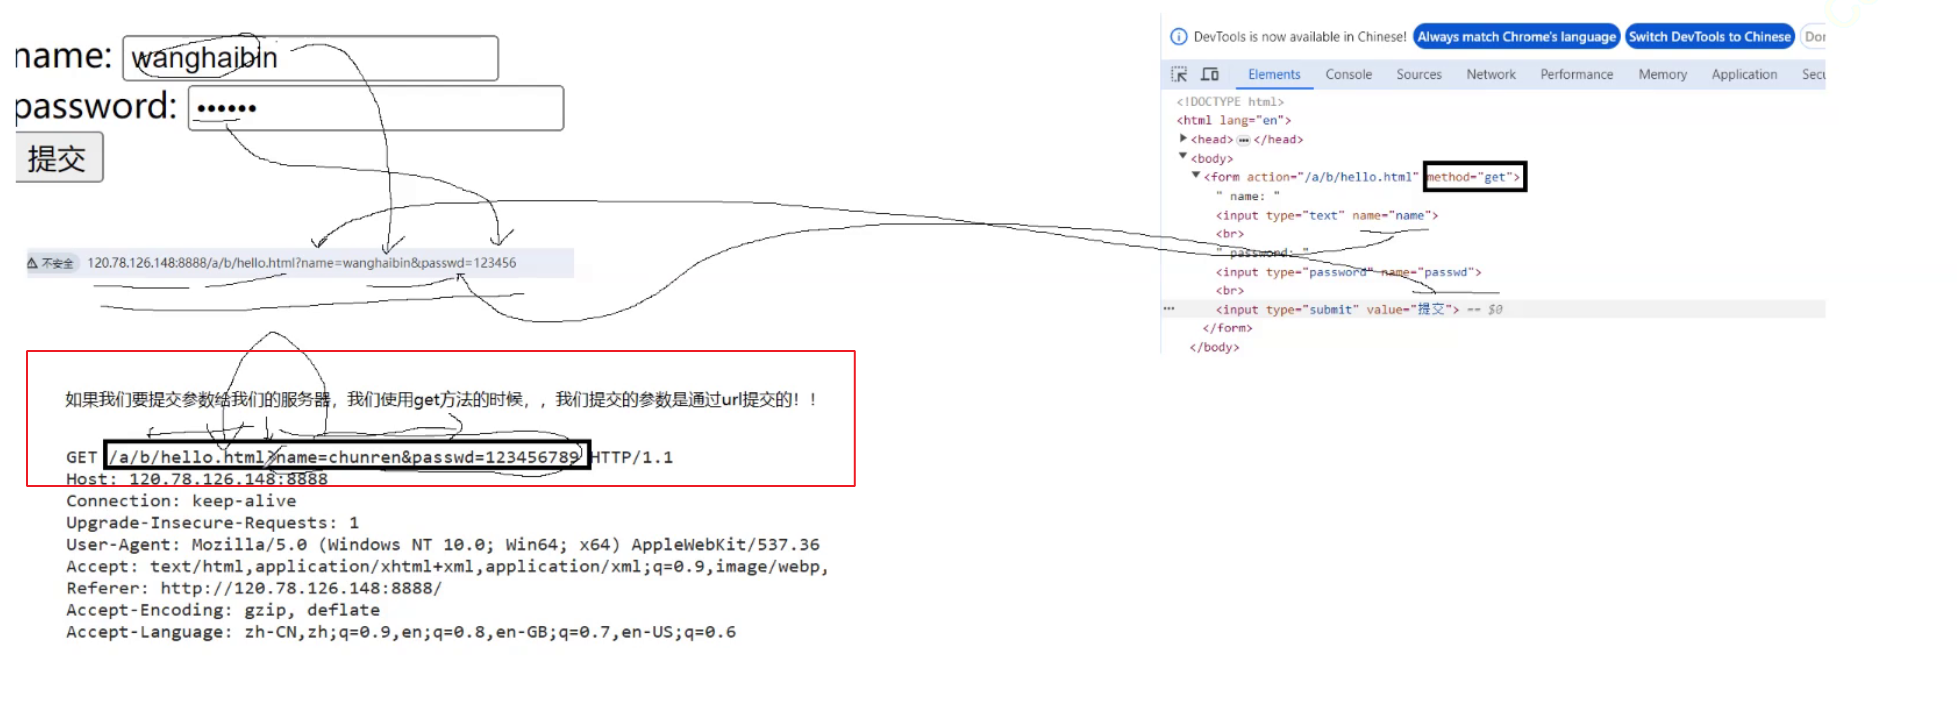 name: wanghaibin
password: ••••••
提交
不安全 120.78.126.148:8888/a/b/hello.html?name=wanghaibin&passwd=123456
如果我们要提交参数给我们的服务器，我们使用get方法的时候，，我们提交的参数是通过url提交的！！
GET /a/b/hello.html?name=chunren&passwd=123456789 HTTP/1.1
Host: 120.78.126.148:8888
Connection: keep-alive
Upgrade-Insecure-Requests: 1
User-Agent: Mozilla/5.0 (Windows NT 10.0; Win64; x64) AppleWebKit/537.36
Accept: text/html,application/xhtml+xml,application/xml;q=0.9,image/webp,
Referer: http://120.78.126.148:8888/
Accept-Encoding: gzip, deflate
Accept-Language: zh-CN,zh;q=0.9,en;q=0.8,en-GB;q=0.7,en-US;q=0.6
DevTools is now available in Chinese! Always match Chrome's language Switch DevTools to Chinese Don
Elements Console Sources Network Performance Memory Application Secu
<!DOCTYPE html>
<html lang="en">
<head> ••• </head>
<body>
<form action="/a/b/hello.html" method="get">
" name: "
<input type="text" name="name">
<br>
" password: "
<input type="password" name="passwd">
<br>
••• <input type="submit" value="提交"> == $0
</form>
</body>